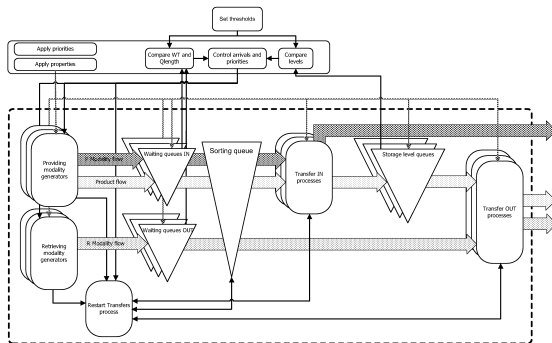 Set thresholds
Apply priorities
Apply properties
Compare WT and
Qlength
Control arrivals and
priorities
Compare
levels
Providing
modality
generators
P Modality flow
Product flow
Waiting queues IN
Sorting queue
Transfer IN
processes
Storage level queues
Transfer OUT
processes
Waiting queues OUT
Retrieving
modality
generators
R Modality flow
Restart Transfers
process